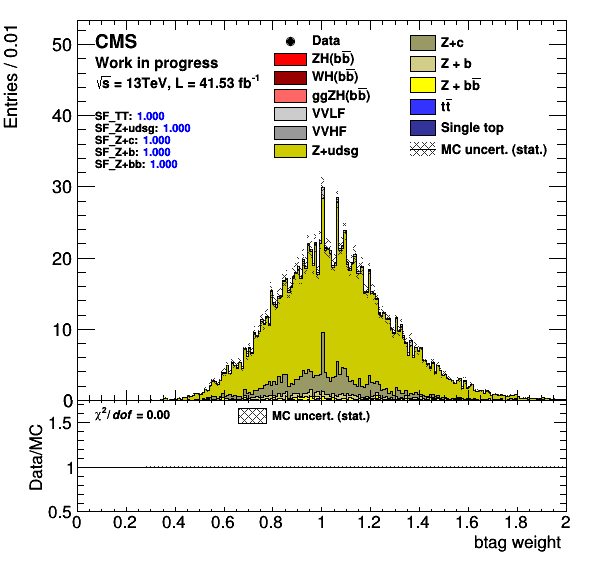 Entries / 0.01
50
40
30
20
10
0
CMS
Work in progress
√s = 13TeV, L = 41.53 fb⁻¹
SF_TT: 1.000
SF_Z+udsg: 1.000
SF_Z+c: 1.000
SF_Z+b: 1.000
SF_Z+bb: 1.000
Data
ZH(bb̅)
WH(bb̅)
ggZH(bb̅)
VVLF
VVHF
Z+udsg
Z+c
Z + b
Z + bb̅
tt̅
Single top
MC uncert. (stat.)
Data/MC
1.5
1
0.5
χ²/dof = 0.00
MC uncert. (stat.)
0 0.2 0.4 0.6 0.8 1 1.2 1.4 1.6 1.8 2
btag weight